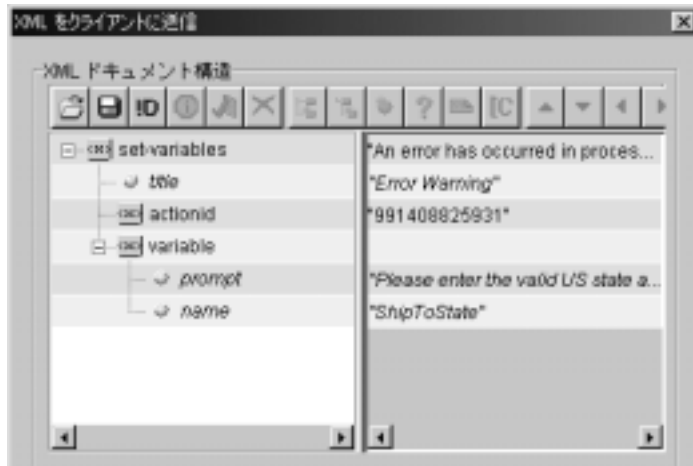 XML をクライアントに送信
XML ドキュメント構造
!D ? [C
set-variables "An error has occurred in proces...
title "Error Warning"
actionid "991408825931"
variable
prompt "Please enter the valid US state a...
name "ShipToState"